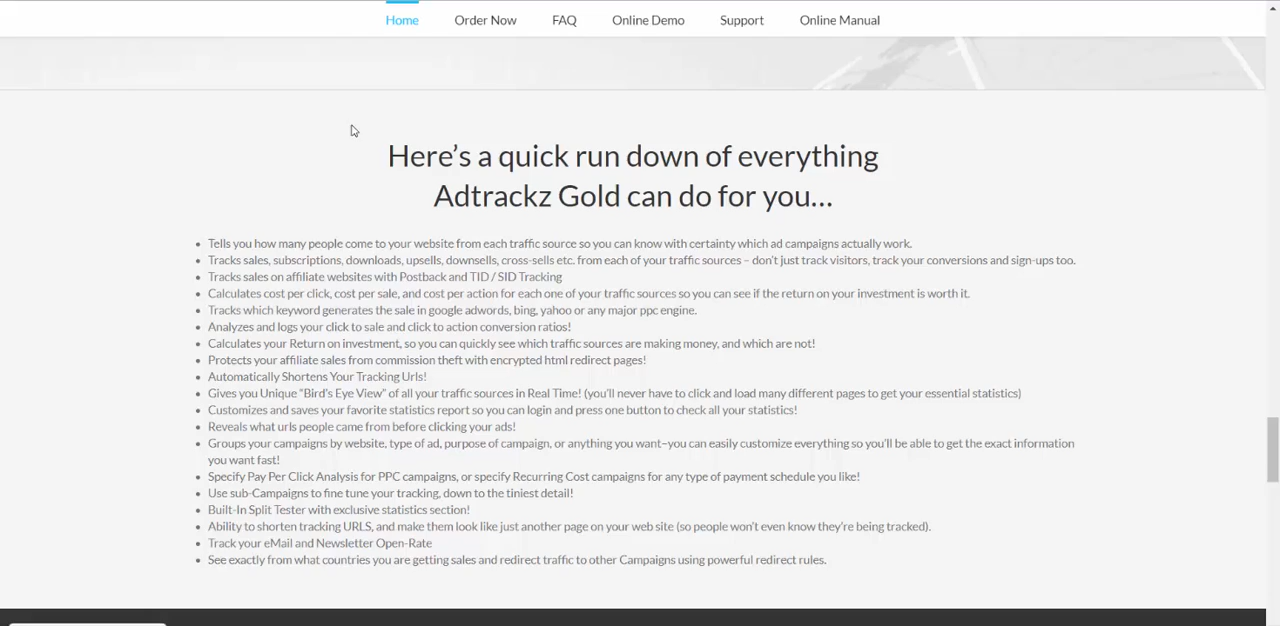 Home Order Now FAQ Online Demo Support Online Manual
Here's a quick run down of everything
Adtrackz Gold can do for you...
Tells you how many people come to your website from each traffic source so you can know with certainty which ad campaigns actually work.
Tracks sales, subscriptions, downloads, upsells, downsells, cross-sells etc. from each of your traffic sources – don't just track visitors, track your conversions and sign-ups too.
Tracks sales on affiliate websites with Postback and TID / SID Tracking
Calculates cost per click, cost per sale, and cost per action for each one of your traffic sources so you can see if the return on your investment is worth it.
Tracks which keyword generates the sale in google adwords, bing, yahoo or any major ppc engine.
Analyzes and logs your click to sale and click to action conversion ratios!
Calculates your Return on investment, so you can quickly see which traffic sources are making money, and which are not!
Protects your affiliate sales from commission theft with encrypted html redirect pages!
Automatically Shortens Your Tracking Urls!
Gives you Unique "Bird's Eye View" of all your traffic sources in Real Time! (you'll never have to click and load many different pages to get your essential statistics)
Customizes and saves your favorite statistics report so you can login and press one button to check all your statistics!
Reveals what urls people came from before clicking your ads!
Groups your campaigns by website, type of ad, purpose of campaign, or anything you want–you can easily customize everything so you'll be able to get the exact information
you want fast!
Specify Pay Per Click Analysis for PPC campaigns, or specify Recurring Cost campaigns for any type of payment schedule you like!
Use sub-Campaigns to fine tune your tracking, down to the tiniest detail!
Built-In Split Tester with exclusive statistics section!
Ability to shorten tracking URLS, and make them look like just another page on your web site (so people won't even know they're being tracked).
Track your eMail and Newsletter Open-Rate
See exactly from what countries you are getting sales and redirect traffic to other Campaigns using powerful redirect rules.